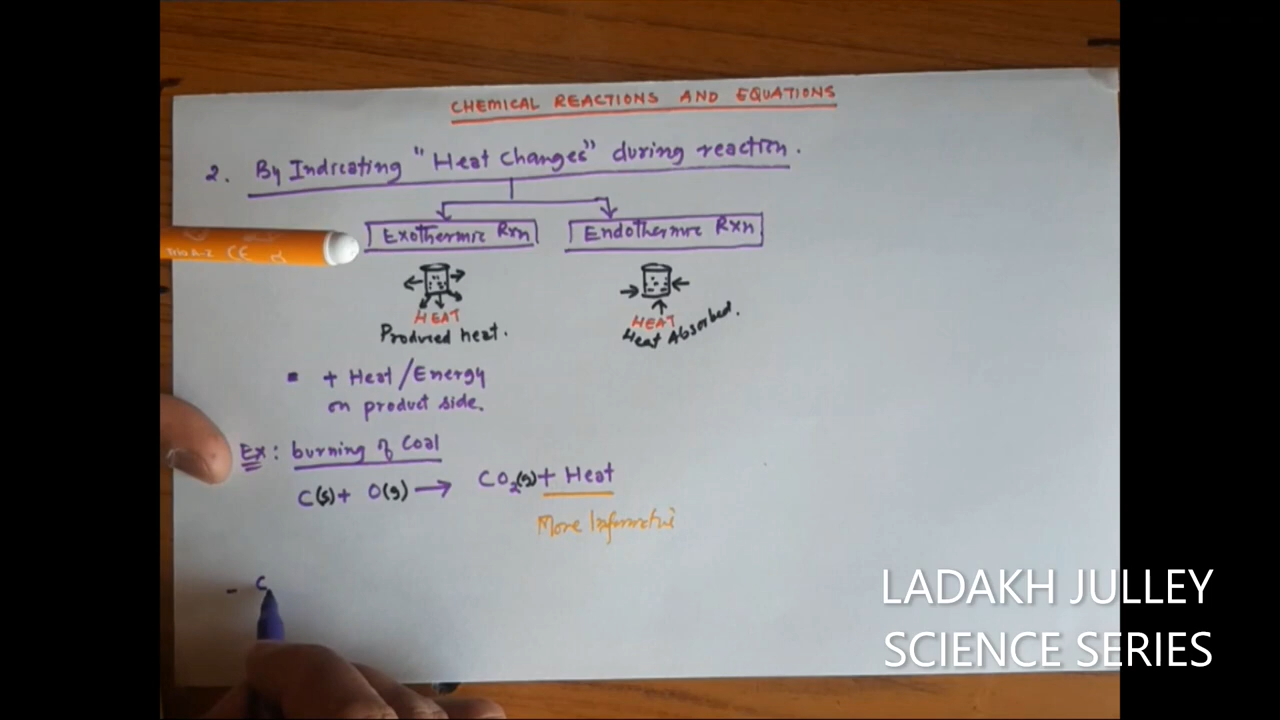 CHEMICAL REACTIONS AND EQUATIONS
2. By Indicating "Heat Changes" during reaction.
Exothermic Rxn
Endothermic Rxn
Trio A-Z CE
HEAT
Produced heat.
HEAT
Heat Absorbed.
+ Heat/Energy
on product side.
Ex: burning of Coal
C(s)+ O(g) → CO₂(g)+ Heat
More Informative
- C
LADAKH JULLEY
SCIENCE SERIES